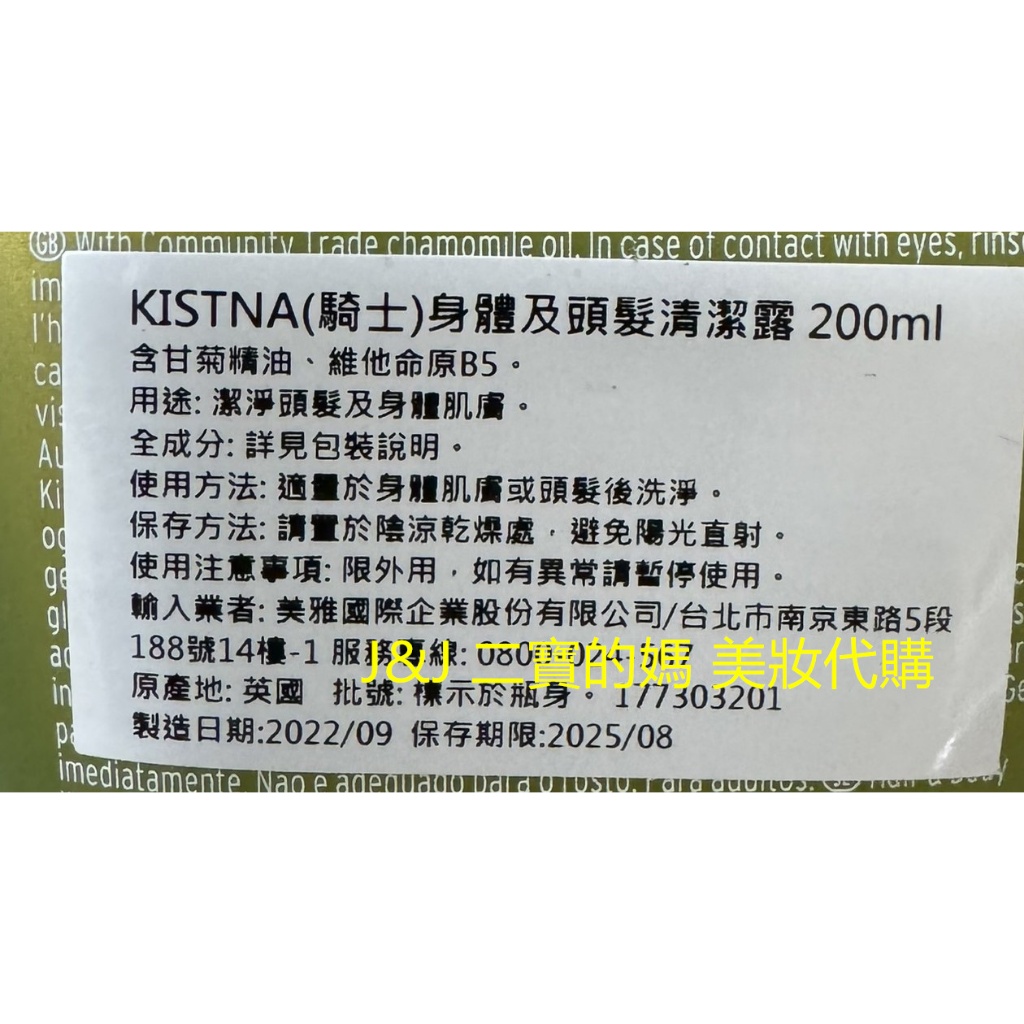 GB With Community Trade chamomile oil. In case of contact with eyes, rins
KISTNA(騎士)身體及頭髮清潔露 200ml
含甘菊精油、維他命原B5。
用途: 潔淨頭髮及身體肌膚。
全成分: 詳見包裝說明。
使用方法: 適量於身體肌膚或頭髮後洗淨。
保存方法: 請置於陰涼乾燥處，避免陽光直射。
使用注意事項: 限外用，如有異常請暫停使用。
輸入業者: 美雅國際企業股份有限公司/台北市南京東路5段
188號14樓-1 服務專線:
J&J 二寶的媽 美妝代購
原產地: 英國 批號: 標示於瓶身。 177303201
製造日期:2022/09 保存期限:2025/08
imediatamente. Não é adequado para o rosto. Para adultos.